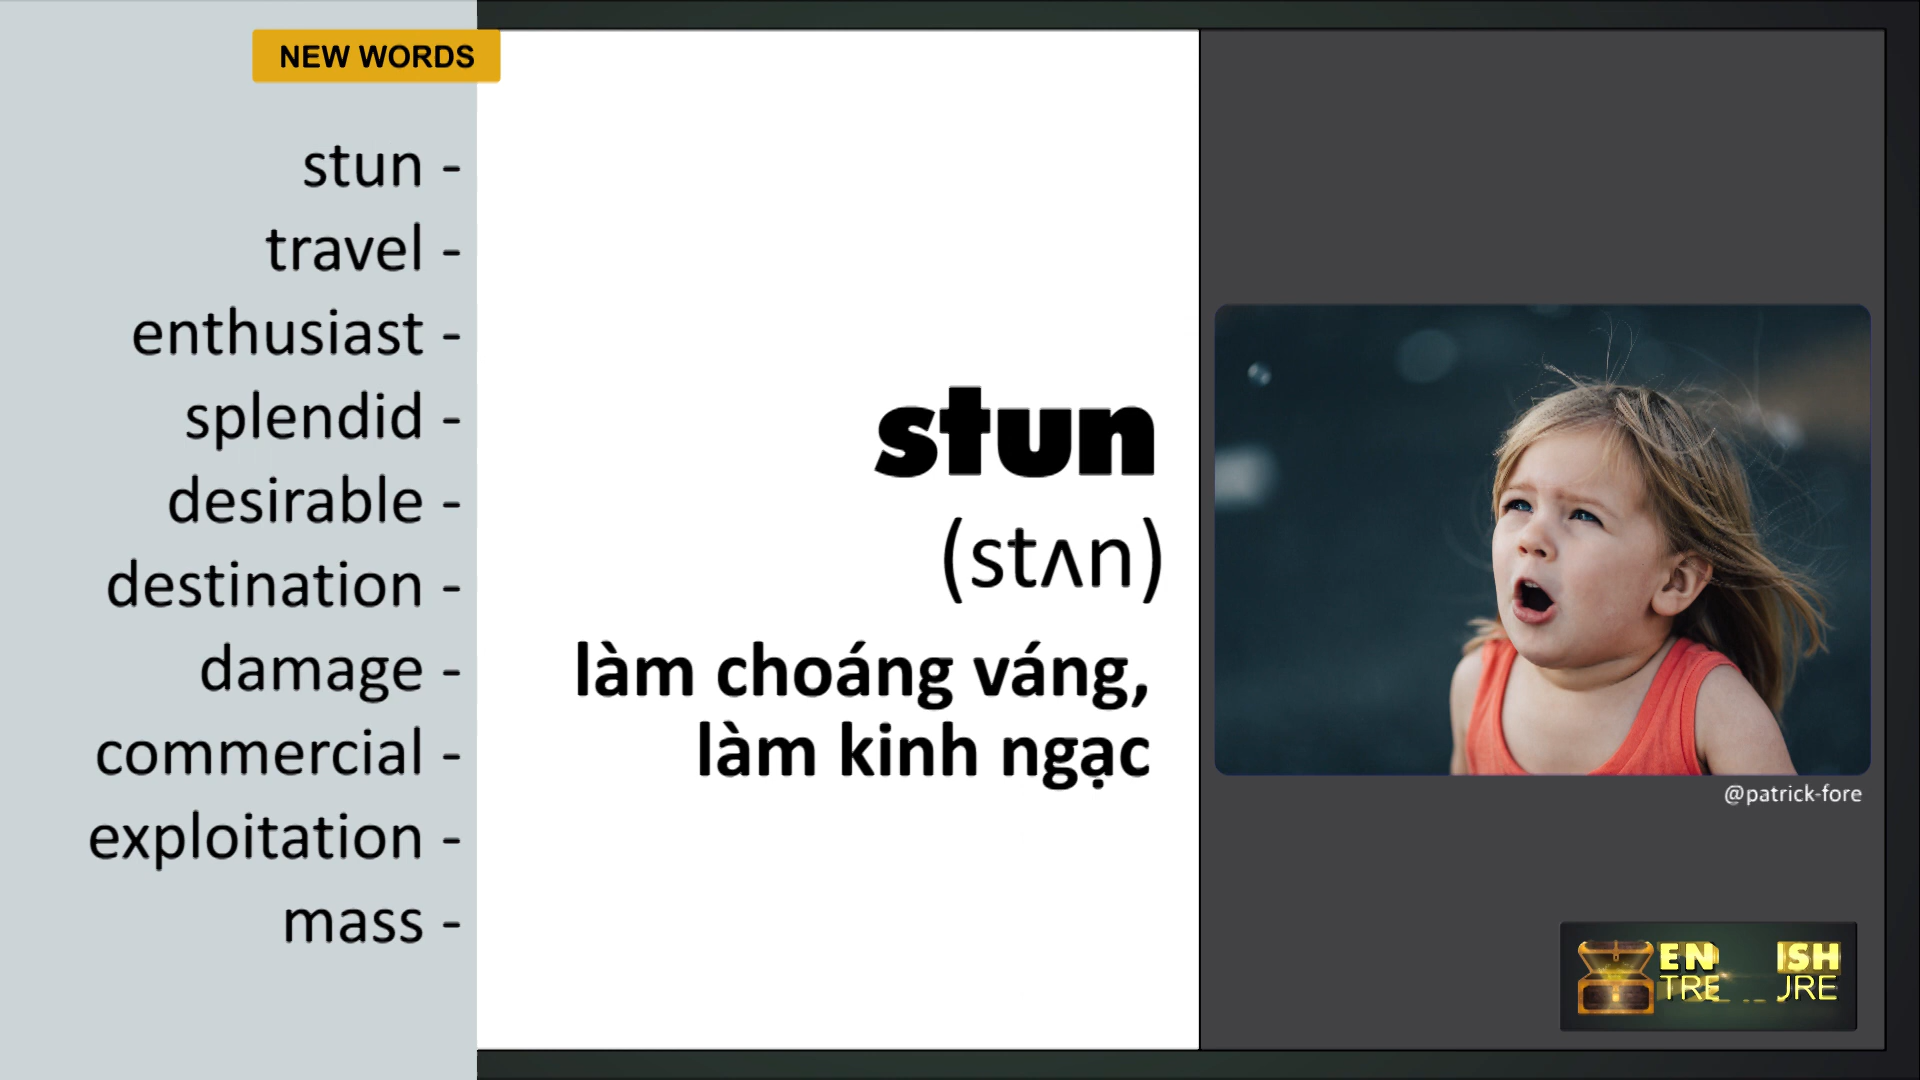 NEW WORDS
stun -
travel -
enthusiast -
splendid -
desirable -
destination -
damage -
commercial -
exploitation -
mass -
stun
(stʌn)
làm choáng váng,
làm kinh ngạc
@patrick-fore